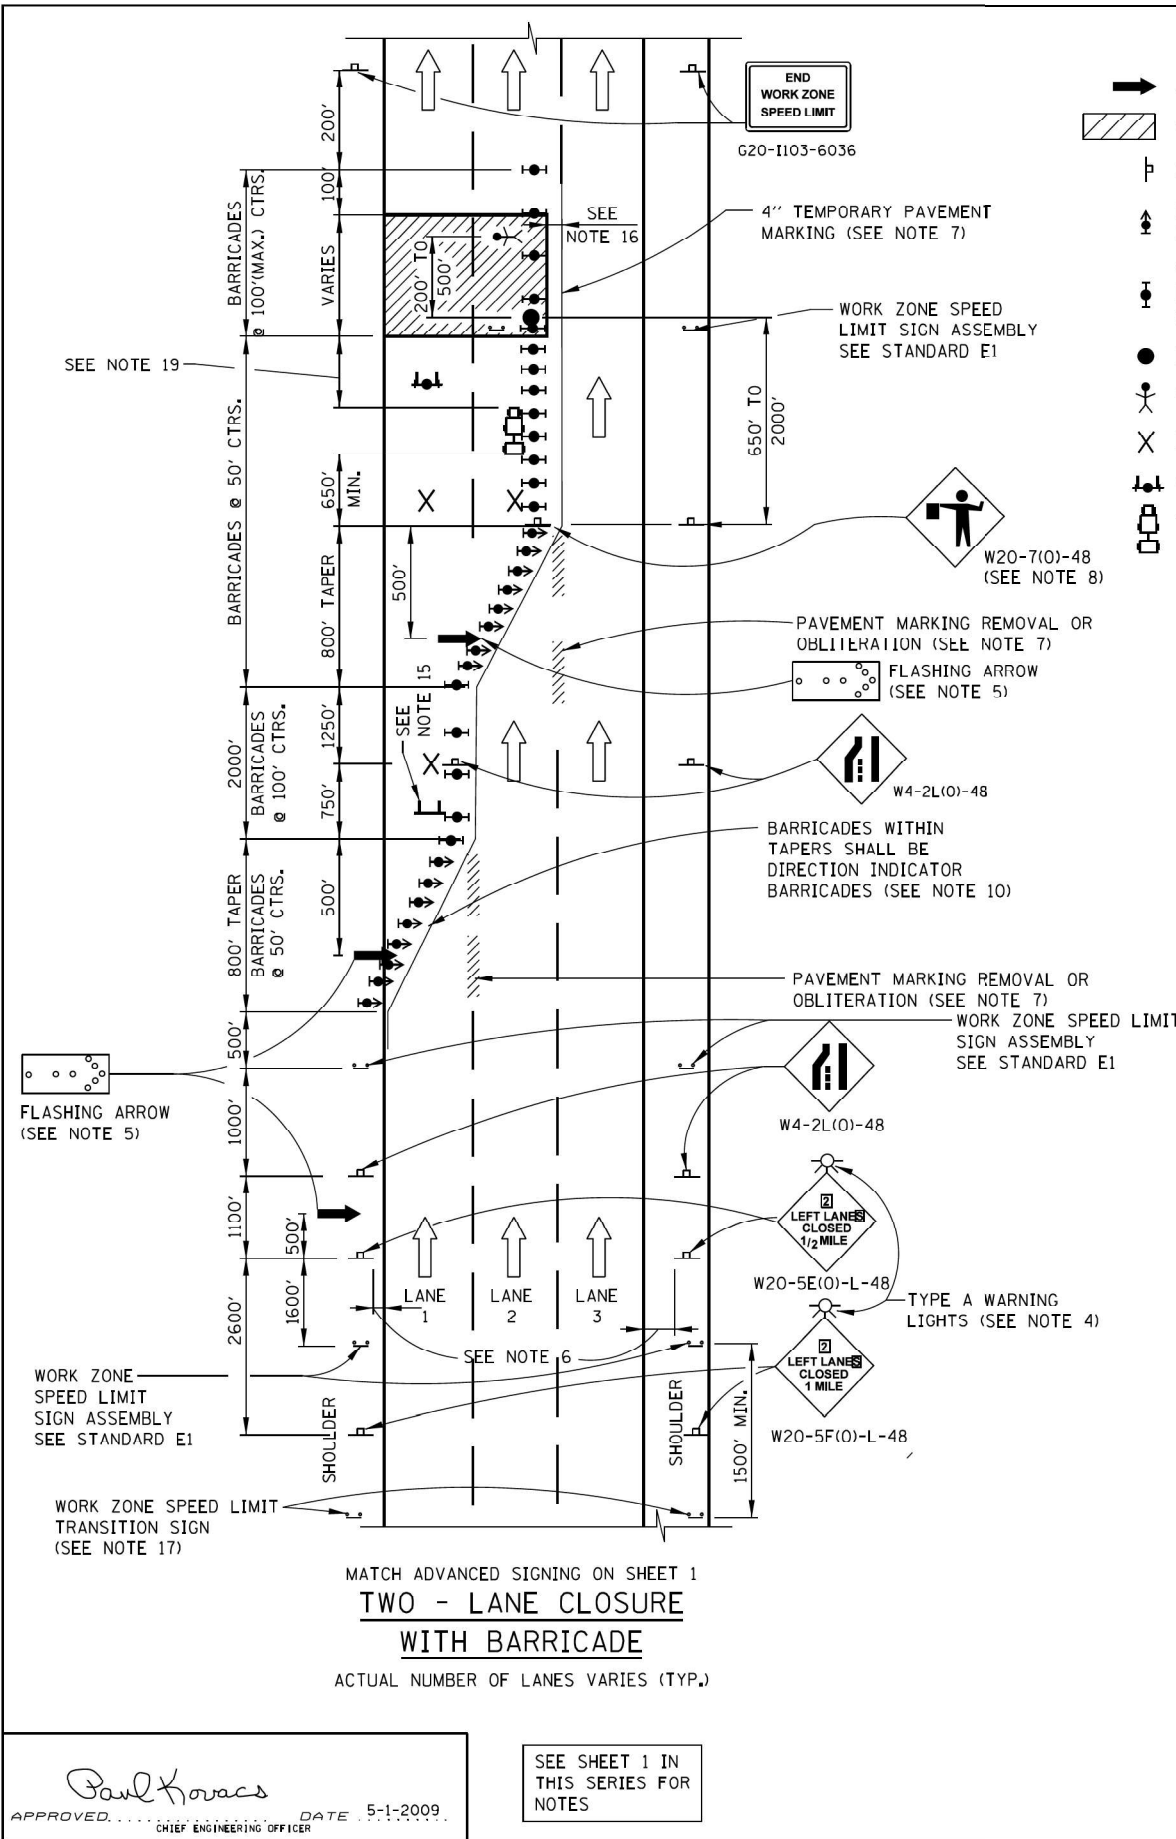 END
WORK ZONE
SPEED LIMIT
G20-I103-6036
200'
100'
BARRICADES
@ 100'(MAX.) CTRS.
VARIES
200' TO
500'
SEE
NOTE 16
4'' TEMPORARY PAVEMENT
MARKING (SEE NOTE 7)
WORK ZONE SPEED
LIMIT SIGN ASSEMBLY
SEE STANDARD E1
SEE NOTE 19
BARRICADES @ 50' CTRS.
650' TO
2000'
650'
MIN.
W20-7(O)-48
(SEE NOTE 8)
800' TAPER
500'
PAVEMENT MARKING REMOVAL OR
OBLITERATION (SEE NOTE 7)
FLASHING ARROW
(SEE NOTE 5)
SEE
NOTE 15
2000'
BARRICADES
@ 100' CTRS.
1250'
750'
W4-2L(O)-48
BARRICADES WITHIN
TAPERS SHALL BE
DIRECTION INDICATOR
BARRICADES (SEE NOTE 10)
800' TAPER
BARRICADES
@ 50' CTRS.
500'
PAVEMENT MARKING REMOVAL OR
OBLITERATION (SEE NOTE 7)
WORK ZONE SPEED LIMIT
SIGN ASSEMBLY
SEE STANDARD E1
500'
FLASHING ARROW
(SEE NOTE 5)
1000'
W4-2L(O)-48
1100'
500'
2
LEFT LANES
CLOSED
1/2 MILE
W20-5E(O)-L-48
2600'
1600'
LANE
1
LANE
2
LANE
3
TYPE A WARNING
LIGHTS (SEE NOTE 4)
SEE NOTE 6
2
LEFT LANES
CLOSED
1 MILE
W20-5F(O)-L-48
WORK ZONE
SPEED LIMIT
SIGN ASSEMBLY
SEE STANDARD E1
SHOULDER
SHOULDER
1500' MIN.
WORK ZONE SPEED LIMIT
TRANSITION SIGN
(SEE NOTE 17)
MATCH ADVANCED SIGNING ON SHEET 1
TWO - LANE CLOSURE
WITH BARRICADE
ACTUAL NUMBER OF LANES VARIES (TYP.)
Paul Kovacs
APPROVED DATE 5-1-2009
CHIEF ENGINEERING OFFICER
SEE SHEET 1 IN
THIS SERIES FOR
NOTES